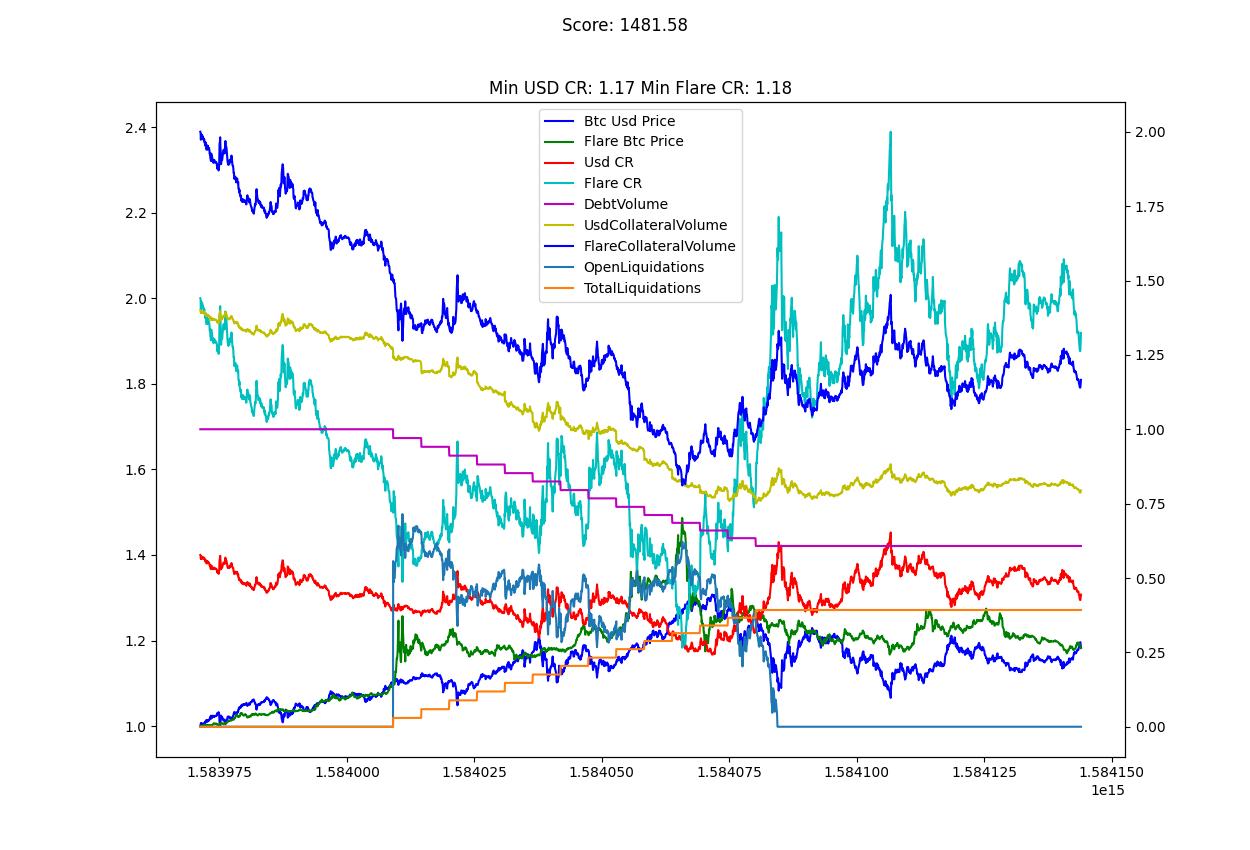 Score: 1481.58
Min USD CR: 1.17 Min Flare CR: 1.18
Btc Usd Price
Flare Btc Price
Usd CR
Flare CR
DebtVolume
UsdCollateralVolume
FlareCollateralVolume
OpenLiquidations
TotalLiquidations
2.4
2.2
2.0
1.8
1.6
1.4
1.2
1.0
2.00
1.75
1.50
1.25
1.00
0.75
0.50
0.25
0.00
1.583975
1.584000
1.584025
1.584050
1.584075
1.584100
1.584125
1.584150
1e15